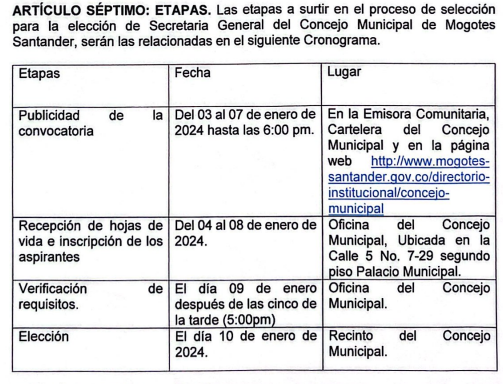 ARTÍCULO SÉPTIMO: ETAPAS. Las etapas a surtir en el proceso de selección
para la elección de Secretaria General del Concejo Municipal de Mogotes
Santander, serán las relacionadas en el siguiente Cronograma.
Etapas
Fecha
Lugar
Publicidad de la
convocatoria
Del 03 al 07 de enero de
2024 hasta las 6:00 pm.
En la Emisora Comunitaria,
Cartelera del Concejo
Municipal y en la página
web http://www.mogotes-
santander.gov.co/directorio-
institucional/concejo-
municipal
Recepción de hojas de
vida e inscripción de los
aspirantes
Del 04 al 08 de enero de
2024.
Oficina del Concejo
Municipal, Ubicada en la
Calle 5 No. 7-29 segundo
piso Palacio Municipal.
Verificación de
requisitos.
El día 09 de enero
después de las cinco de
la tarde (5:00pm)
Oficina del Concejo
Municipal.
Elección
El día 10 de enero de
2024.
Recinto del Concejo
Municipal.